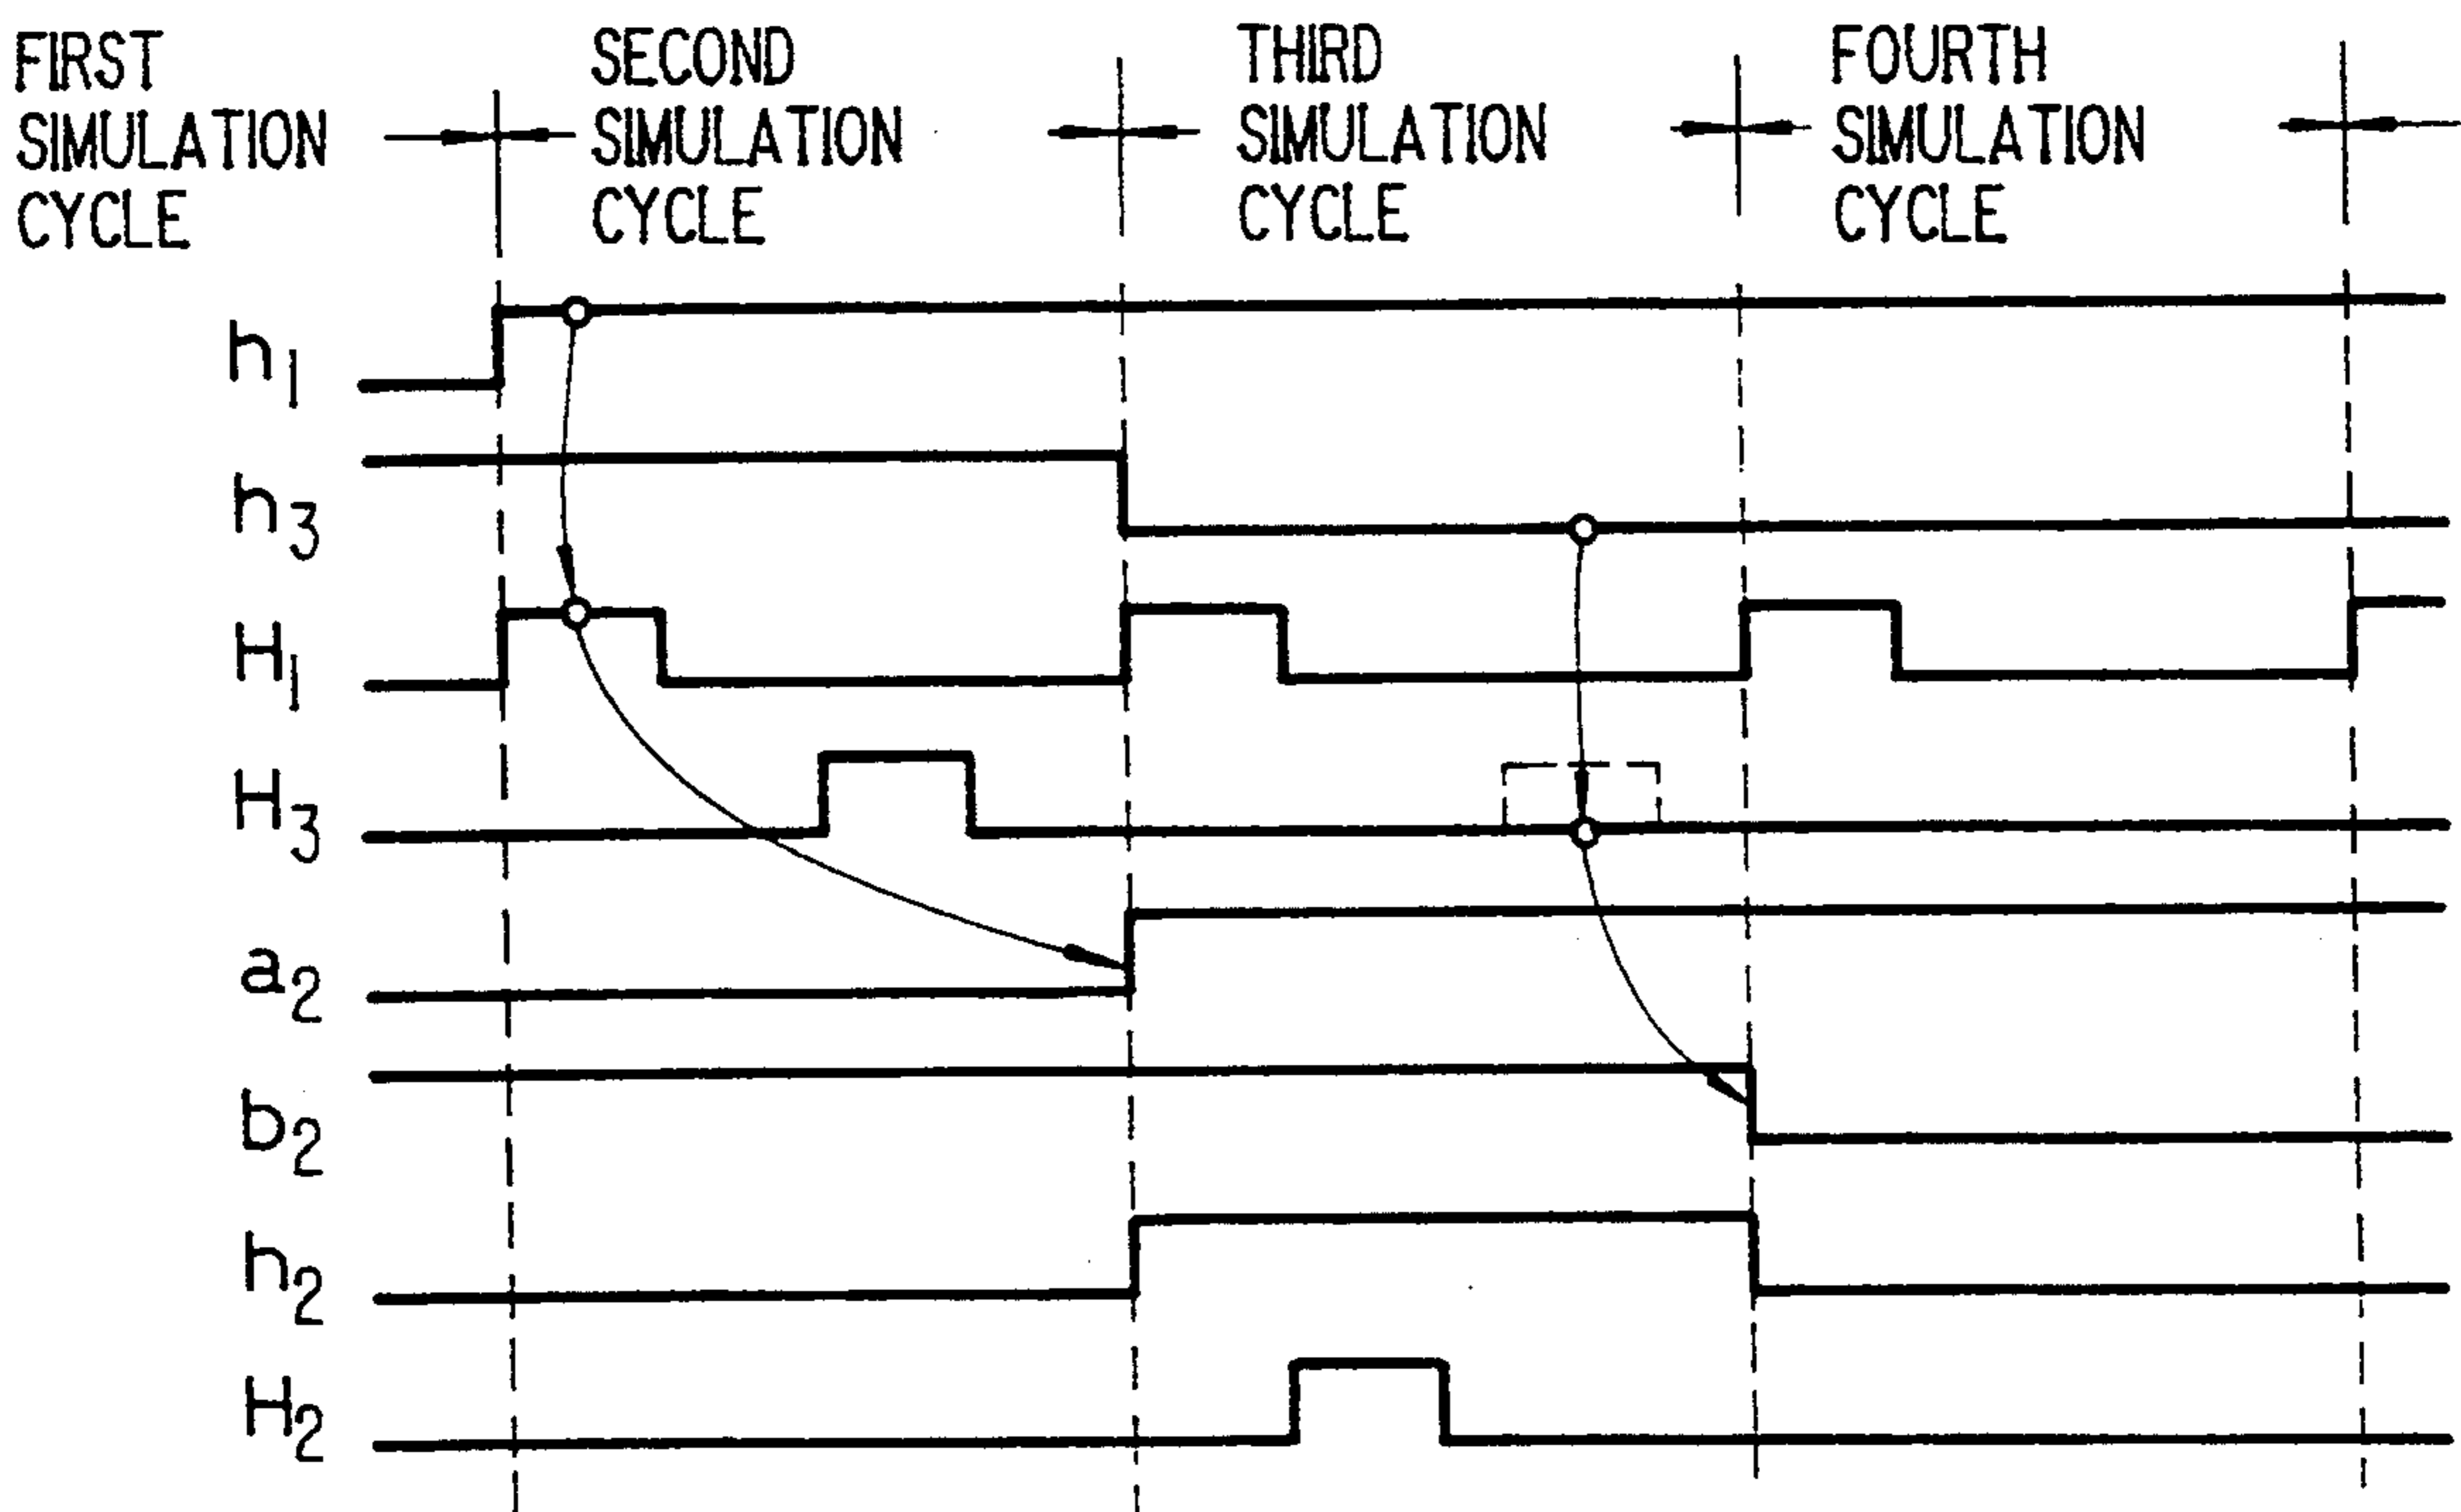 FIRST
SIMULATION
CYCLE
SECOND
SIMULATION
CYCLE
THIRD
SIMULATION
CYCLE
FOURTH
SIMULATION
CYCLE
h1
h3
H1
H3
a2
b2
h2
H2